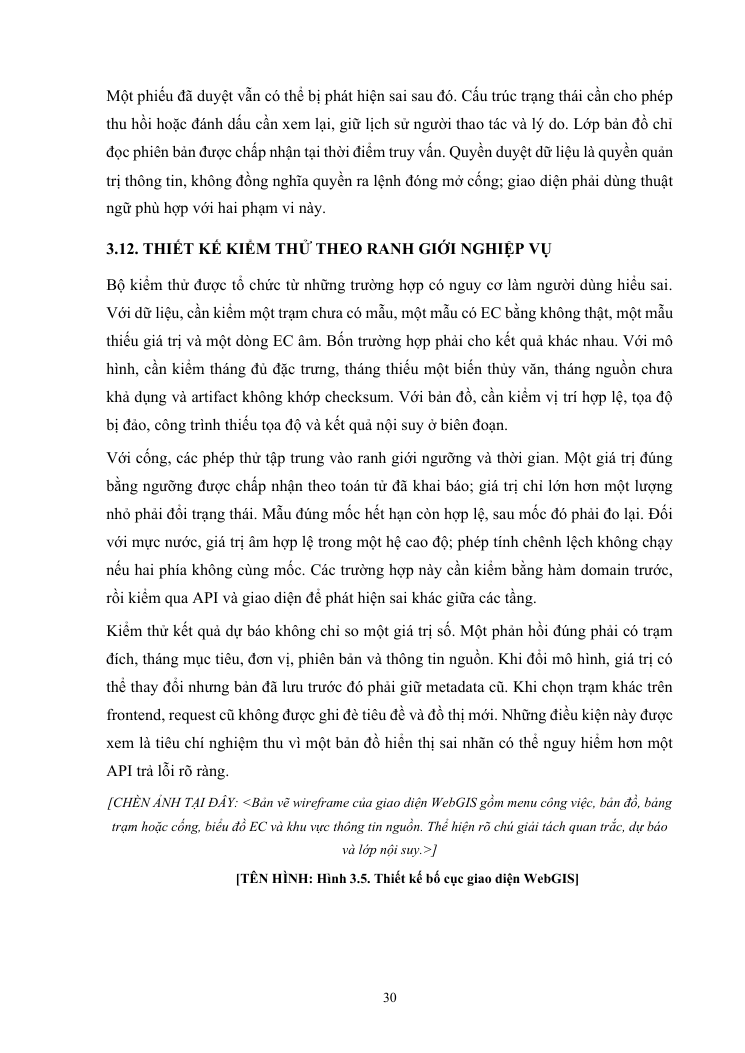 Một phiếu đã duyệt vẫn có thể bị phát hiện sai sau đó. Cấu trúc trạng thái cần cho phép
thu hồi hoặc đánh dấu cần xem lại, giữ lịch sử người thao tác và lý do. Lớp bản đồ chỉ
đọc phiên bản được chấp nhận tại thời điểm truy vấn. Quyền duyệt dữ liệu là quyền quản
trị thông tin, không đồng nghĩa quyền ra lệnh đóng mở cống; giao diện phải dùng thuật
ngữ phù hợp với hai phạm vi này.
3.12. THIẾT KẾ KIỂM THỬ THEO RANH GIỚI NGHIỆP VỤ
Bộ kiểm thử được tổ chức từ những trường hợp có nguy cơ làm người dùng hiểu sai.
Với dữ liệu, cần kiểm một trạm chưa có mẫu, một mẫu có EC bằng không thật, một mẫu
thiếu giá trị và một dòng EC âm. Bốn trường hợp phải cho kết quả khác nhau. Với mô
hình, cần kiểm tháng đủ đặc trưng, tháng thiếu một biến thủy văn, tháng nguồn chưa
khả dụng và artifact không khớp checksum. Với bản đồ, cần kiểm vị trí hợp lệ, tọa độ
bị đảo, công trình thiếu tọa độ và kết quả nội suy ở biên đoạn.
Với cống, các phép thử tập trung vào ranh giới ngưỡng và thời gian. Một giá trị đúng
bằng ngưỡng được chấp nhận theo toán tử đã khai báo; giá trị chỉ lớn hơn một lượng
nhỏ phải đổi trạng thái. Mẫu đúng mốc hết hạn còn hợp lệ, sau mốc đó phải đo lại. Đối
với mực nước, giá trị âm hợp lệ trong một hệ cao độ; phép tính chênh lệch không chạy
nếu hai phía không cùng mốc. Các trường hợp này cần kiểm bằng hàm domain trước,
rồi kiểm qua API và giao diện để phát hiện sai khác giữa các tầng.
Kiểm thử kết quả dự báo không chỉ so một giá trị số. Một phản hồi đúng phải có trạm
đích, tháng mục tiêu, đơn vị, phiên bản và thông tin nguồn. Khi đổi mô hình, giá trị có
thể thay đổi nhưng bản đã lưu trước đó phải giữ metadata cũ. Khi chọn trạm khác trên
frontend, request cũ không được ghi đè tiêu đề và đồ thị mới. Những điều kiện này được
xem là tiêu chí nghiệm thu vì một bản đồ hiển thị sai nhãn có thể nguy hiểm hơn một
API trả lỗi rõ ràng.
[CHÈN ẢNH TẠI ĐÂY: <Bản vẽ wireframe của giao diện WebGIS gồm menu công việc, bản đồ, bảng
trạm hoặc cống, biểu đồ EC và khu vực thông tin nguồn. Thể hiện rõ chú giải tách quan trắc, dự báo
và lớp nội suy.>]
[TÊN HÌNH: Hình 3.5. Thiết kế bố cục giao diện WebGIS]
30